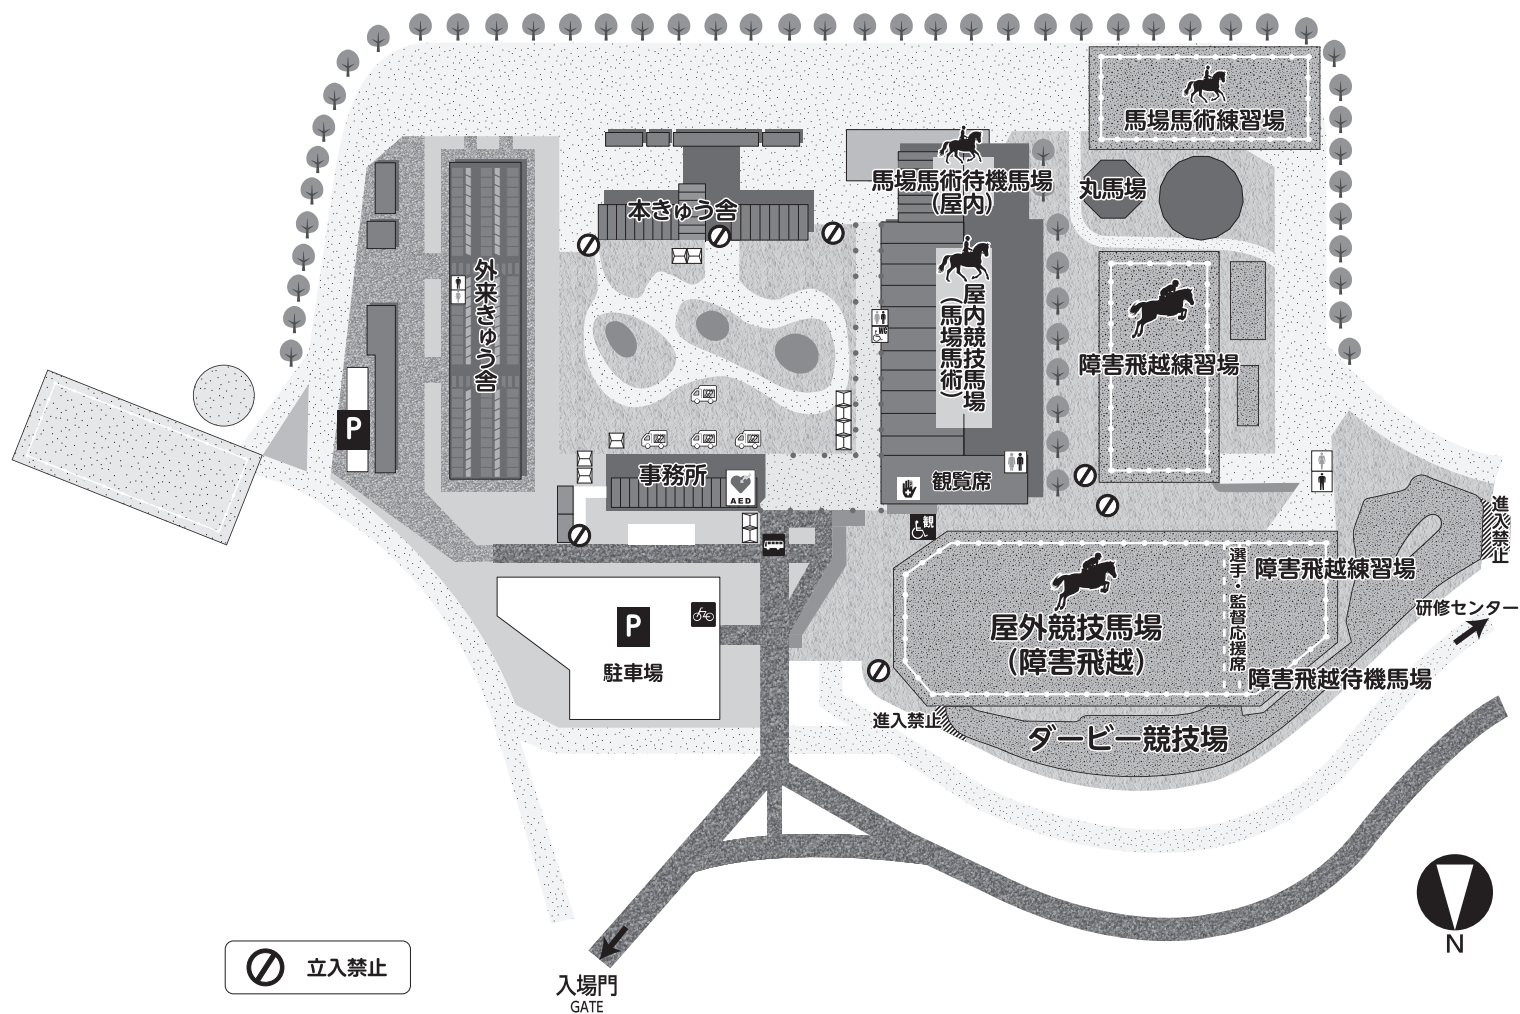 馬場馬術練習場
馬場馬術待機馬場
(屋内)
丸馬場
本きゅう舎
外来きゅう舎
屋内競技馬場
(馬場馬術)
WC
障害飛越練習場
P
事務所
AED
観覧席
観
進入禁止
選手・監督応援席
障害飛越練習場
研修センター
屋外競技馬場
(障害飛越)
P
駐車場
障害飛越待機馬場
進入禁止
ダービー競技場
N
立入禁止
入場門
GATE